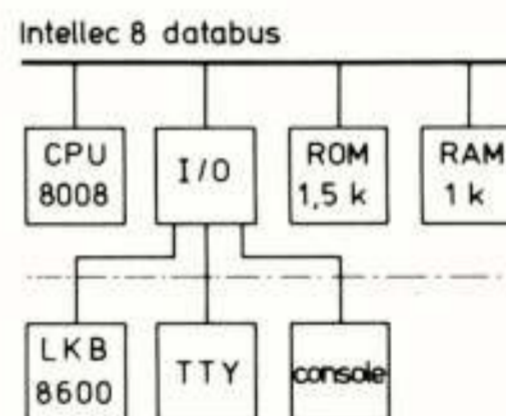 Intellec 8 databus
CPU
8008
I/O
ROM
1,5 k
RAM
1 k
LKB
8600
TTY
console